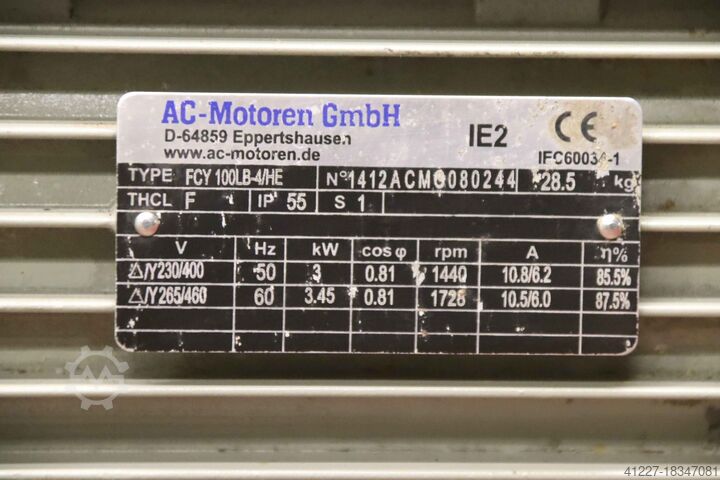 AC-Motoren GmbH
D-64859 Eppertshausen
www.ac-motoren.de
IE2
CE
IEC60034-1
TYPE FCY 100LB-4/HE N° 1412ACM0080244 28.5 kg
THCL F IP 55 S 1
V Hz kW cos φ rpm A η%
△/Y230/400 50 3 0.81 1440 10.8/6.2 85.5%
△/Y265/460 60 3.45 0.81 1728 10.5/6.0 87.5%
41227-18347081